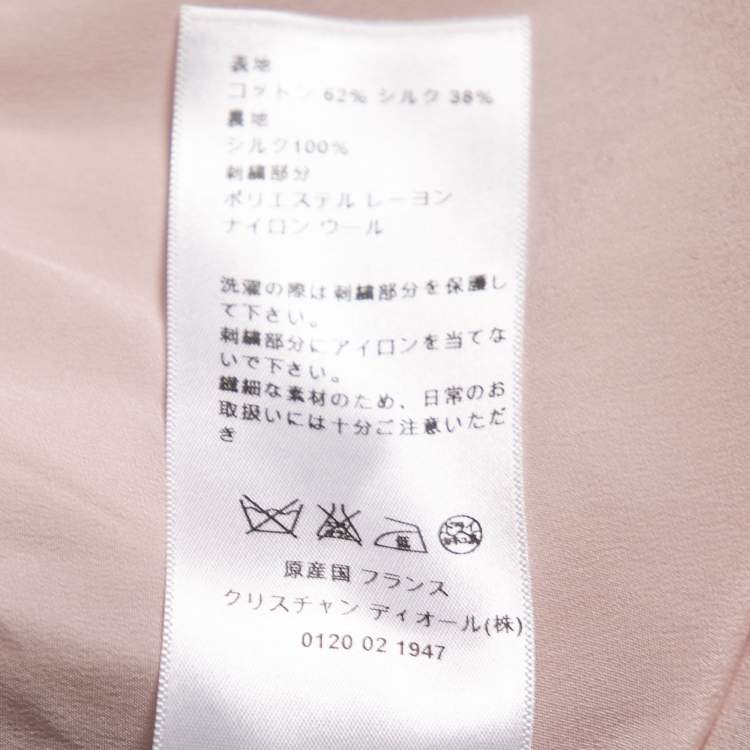 表地
コットン 62% シルク 38%
裏地
シルク100%
刺繍部分
ポリエステル レーヨン
ナイロン ウール
洗濯の際は刺繍部分を保護し
て下さい。
刺繍部分にアイロンを当てな
いで下さい。
繊細な素材のため、日常のお
取扱いには十分ご注意いただ
き
低
ドライ
原産国 フランス
クリスチャン ディオール(株)
0120 02 1947